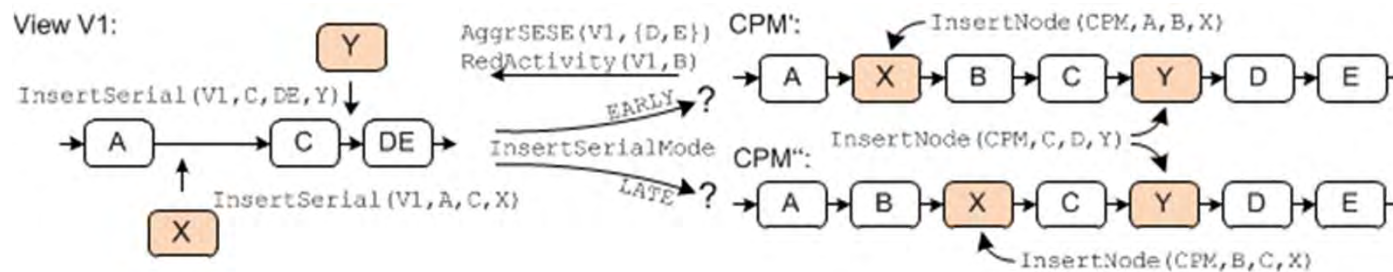 View V1:
Y
InsertSerial(V1,C,DE,Y)
A
C
DE
InsertSerial(V1,A,C,X)
X
AggrSESE(V1,{D,E})
RedActivity(V1,B)
EARLY
?
InsertSerialMode
LATE
?
CPM':
InsertNode(CPM,A,B,X)
A X B C Y D E
InsertNode(CPM,C,D,Y)
CPM“:
A B X C Y D E
InsertNode(CPM,B,C,X)